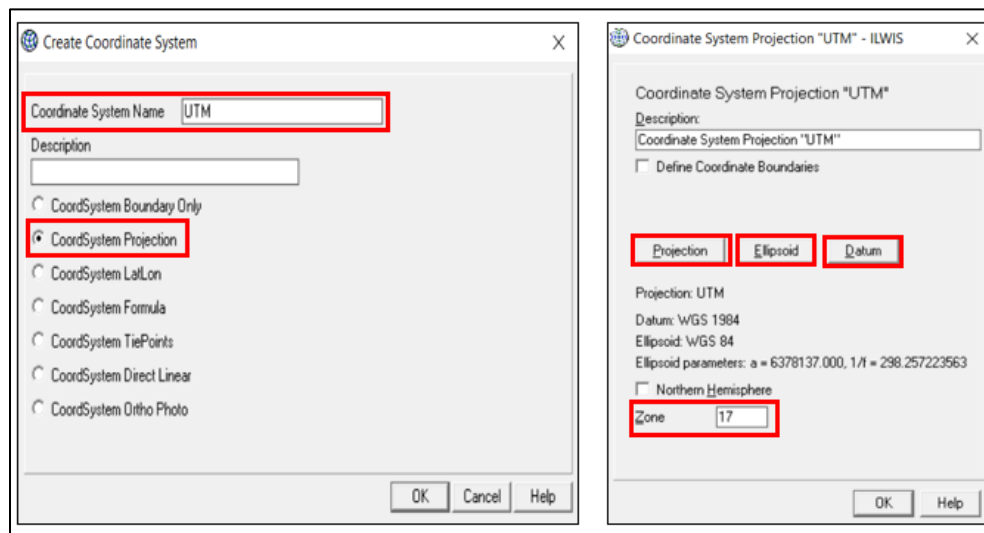 Create Coordinate System
Coordinate System Name UTM
Description
CoordSystem Boundary Only
CoordSystem Projection
CoordSystem LatLon
CoordSystem Formula
CoordSystem TiePoints
CoordSystem Direct Linear
CoordSystem Ortho Photo
OK Cancel Help
Coordinate System Projection "UTM" - ILWIS
Coordinate System Projection "UTM"
Description:
Coordinate System Projection "UTM"
Define Coordinate Boundaries
Projection Ellipsoid Datum
Projection: UTM
Datum: WGS 1984
Ellipsoid: WGS 84
Ellipsoid parameters: a = 6378137.000, 1/f = 298.257223563
Northern Hemisphere
Zone 17
OK Help